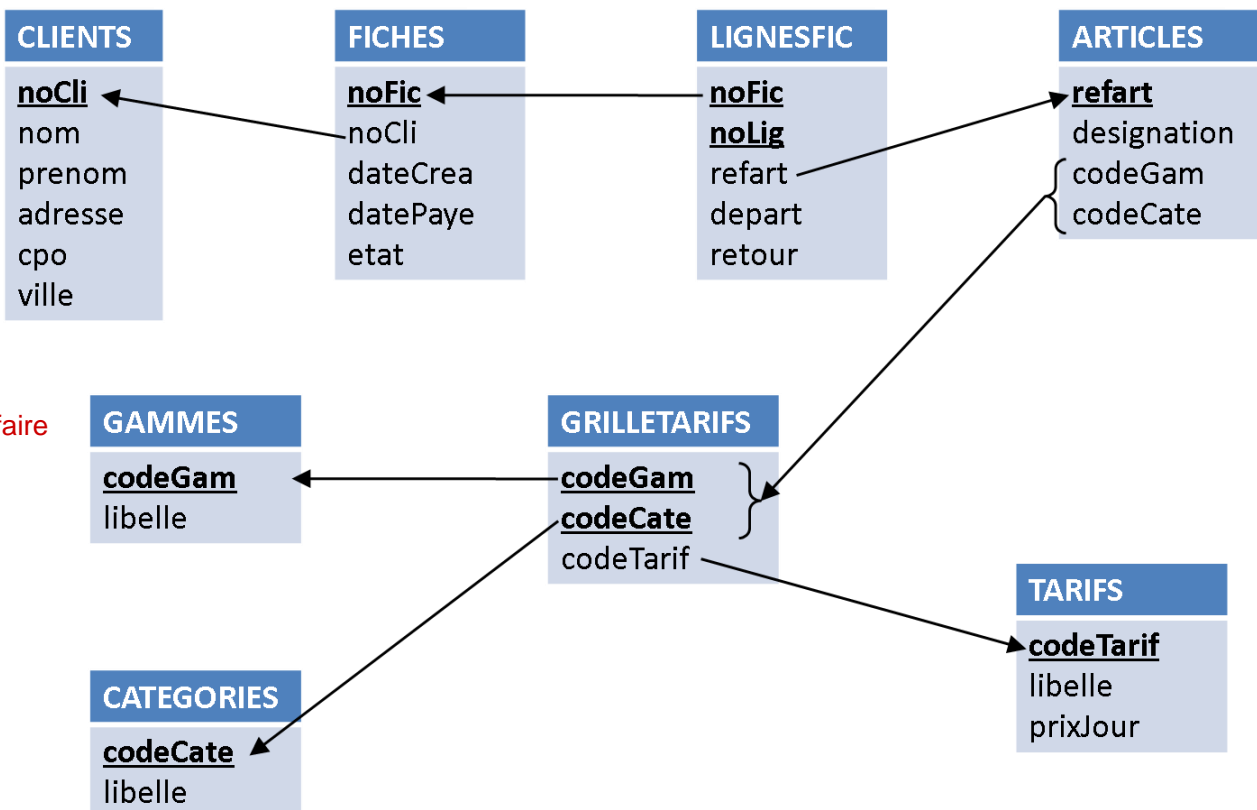 CLIENTS
noCli
nom
prenom
adresse
cpo
ville
FICHES
noFic
noCli
dateCrea
datePaye
etat
LIGNESFIC
noFic
noLig
refart
depart
retour
ARTICLES
refart
designation
codeGam
codeCate
faire
GAMMES
codeGam
libelle
GRILLETARIFS
codeGam
codeCate
codeTarif
CATEGORIES
codeCate
libelle
TARIFS
codeTarif
libelle
prixJour